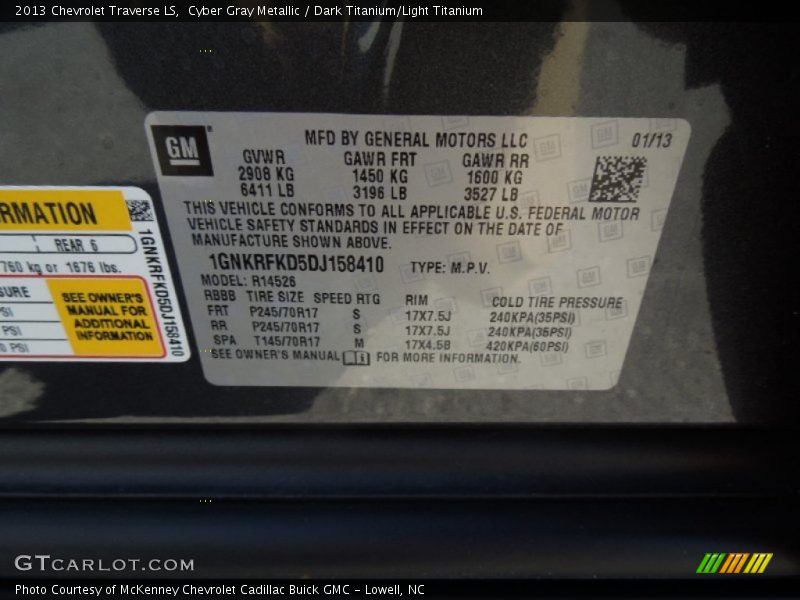 2013 Chevrolet Traverse LS,  Cyber Gray Metallic / Dark Titanium/Light Titanium
GM
MFD BY GENERAL MOTORS LLC 01/13
GVWR GAWR FRT GAWR RR
2908 KG 1450 KG 1600 KG
6411 LB 3196 LB 3527 LB
THIS VEHICLE CONFORMS TO ALL APPLICABLE U.S. FEDERAL MOTOR
VEHICLE SAFETY STANDARDS IN EFFECT ON THE DATE OF
MANUFACTURE SHOWN ABOVE.
1GNKRFKD5DJ158410 TYPE: M.P.V.
MODEL: R14526
RBBB TIRE SIZE SPEED RTG RIM COLD TIRE PRESSURE
FRT P245/70R17 S 17X7.5J 240KPA(35PSI)
RR P245/70R17 S 17X7.5J 240KPA(35PSI)
SPA T145/70R17 M 17X4.5B 420KPA(60PSI)
SEE OWNER'S MANUAL FOR MORE INFORMATION.
RMATION
REAR 6
760 kg or 1676 lbs.
SURE
PSI
PSI
0 PSI
SEE OWNER'S
MANUAL FOR
ADDITIONAL
INFORMATION
1GNKRFKD5DJ158410
GTCARLOT.COM
Photo Courtesy of McKenney Chevrolet Cadillac Buick GMC - Lowell, NC